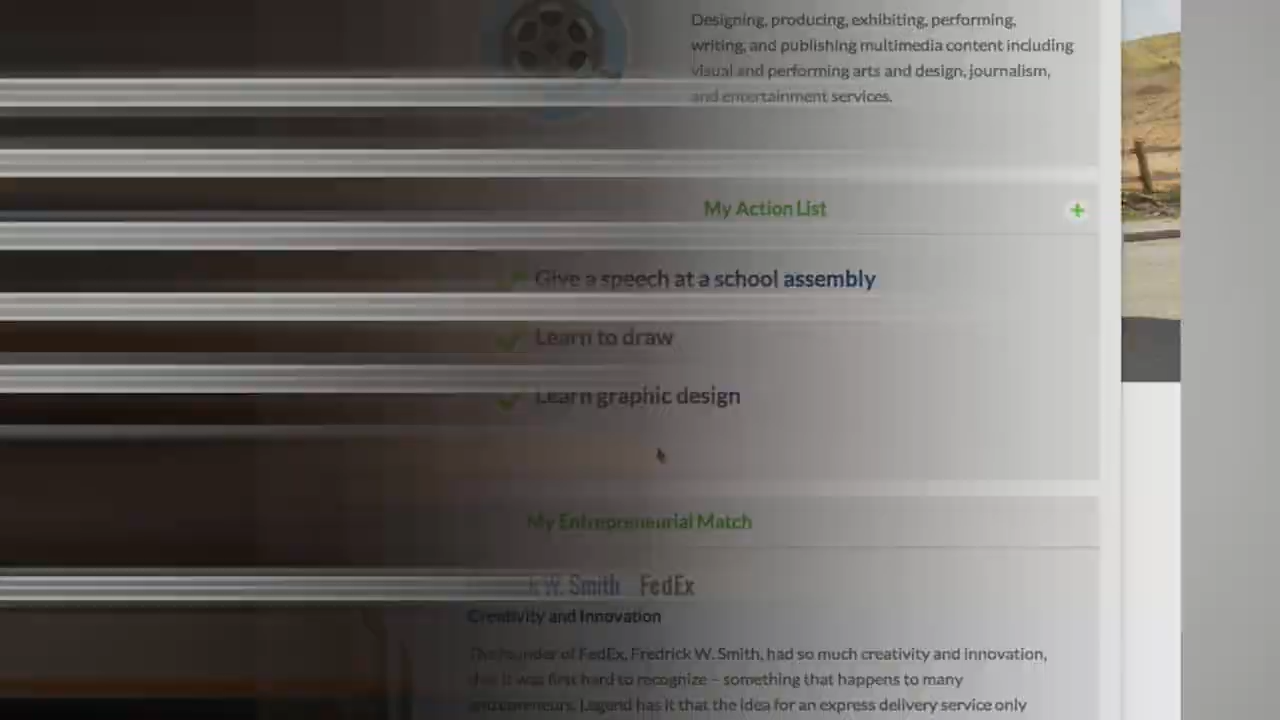 Designing, producing, exhibiting, performing,
writing, and publishing multimedia content including
visual and performing arts and design, journalism,
and entertainment services.
My Action List
Give a speech at a school assembly
Learn to draw
Learn graphic design
My Entrepreneurial Match
W. Smith FedEx
Creativity and Innovation
The founder of FedEx, Fredrick W. Smith, had so much creativity and innovation,
that it was first hard to recognize – something that happens to many
entrepreneurs. Legend has it that the idea for an express delivery service only